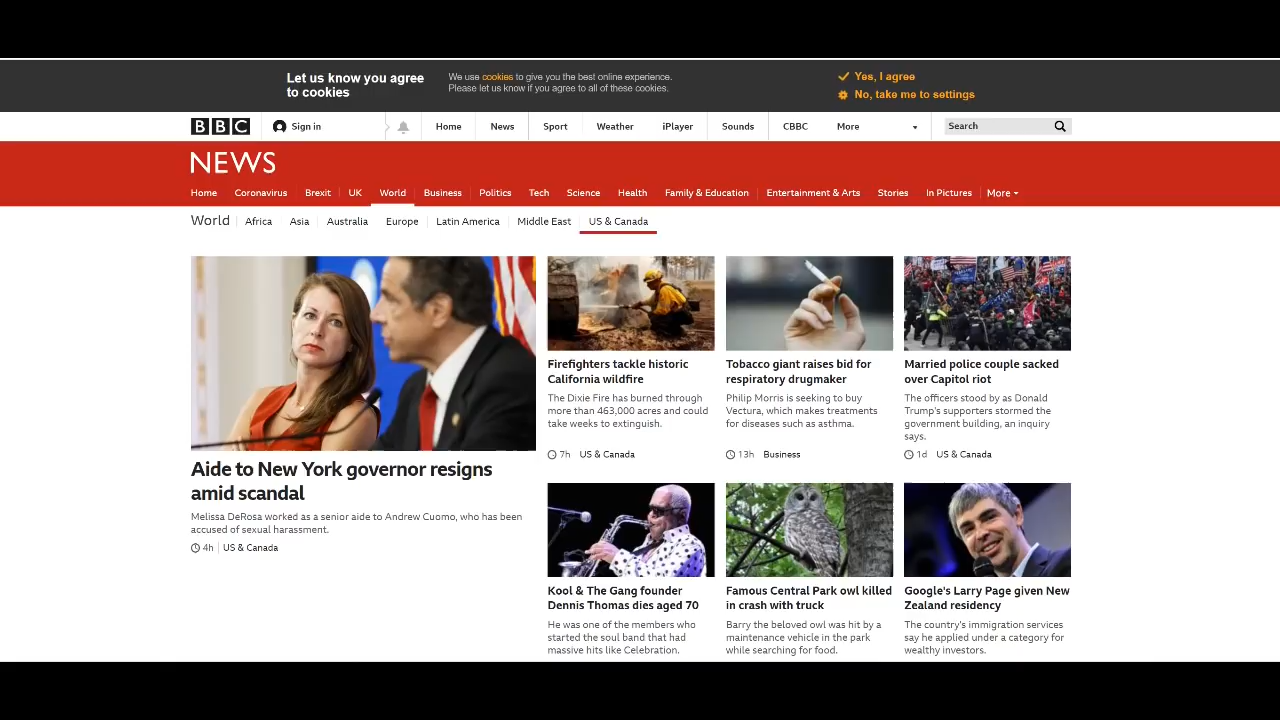 Let us know you agree
to cookies
We use cookies to give you the best online experience.
Please let us know if you agree to all of these cookies.
Yes, I agree
No, take me to settings
BBC
Sign in
Home
News
Sport
Weather
iPlayer
Sounds
CBBC
More
Search
NEWS
Home
Coronavirus
Brexit
UK
World
Business
Politics
Tech
Science
Health
Family & Education
Entertainment & Arts
Stories
In Pictures
More
World
Africa
Asia
Australia
Europe
Latin America
Middle East
US & Canada
Aide to New York governor resigns
amid scandal
Melissa DeRosa worked as a senior aide to Andrew Cuomo, who has been
accused of sexual harassment.
4h
US & Canada
Firefighters tackle historic
California wildfire
The Dixie Fire has burned through
more than 463,000 acres and could
take weeks to extinguish.
7h
US & Canada
Tobacco giant raises bid for
respiratory drugmaker
Philip Morris is seeking to buy
Vectura, which makes treatments
for diseases such as asthma.
13h
Business
Married police couple sacked
over Capitol riot
The officers stood by as Donald
Trump's supporters stormed the
government building, an inquiry
says.
1d
US & Canada
Kool & The Gang founder
Dennis Thomas dies aged 70
He was one of the members who
started the soul band that had
massive hits like Celebration.
Famous Central Park owl killed
in crash with truck
Barry the beloved owl was hit by a
maintenance vehicle in the park
while searching for food.
Google's Larry Page given New
Zealand residency
The country's immigration services
say he applied under a category for
wealthy investors.